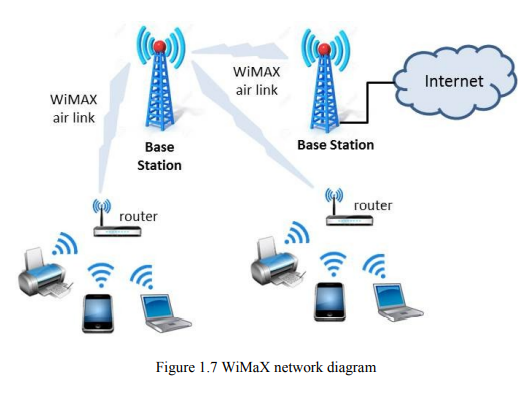 WiMAX
air link
WiMAX
air link
Internet
Base
Station
Base Station
router
router
Figure 1.7 WiMaX network diagram